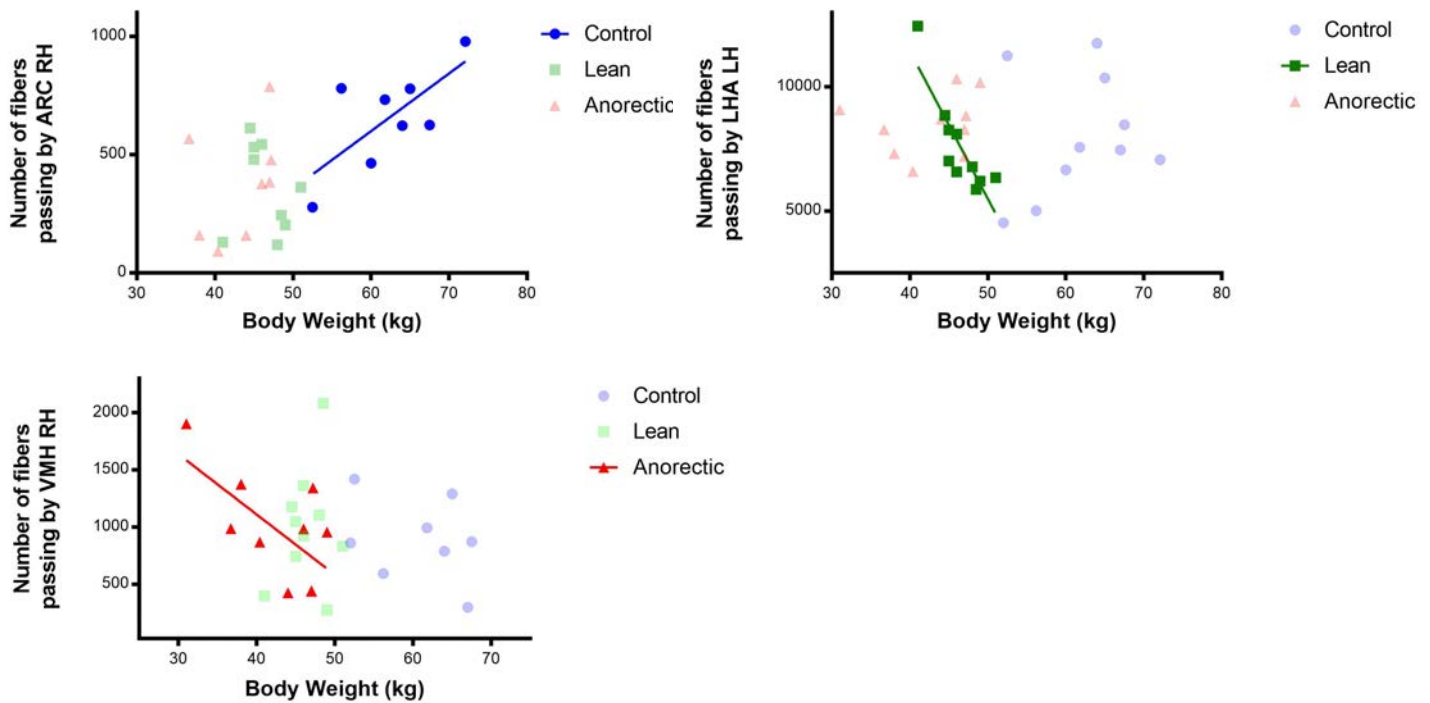 Number of fibers
passing by ARC RH
1000
500
0
30 40 50 60 70 80
Body Weight (kg)
Control
Lean
Anorectic
Number of fibers
passing by LHA LH
10000
5000
30 40 50 60 70 80
Body Weight (kg)
Control
Lean
Anorectic
Number of fibers
passing by VMH RH
2000
1500
1000
500
30 40 50 60 70
Body Weight (kg)
Control
Lean
Anorectic